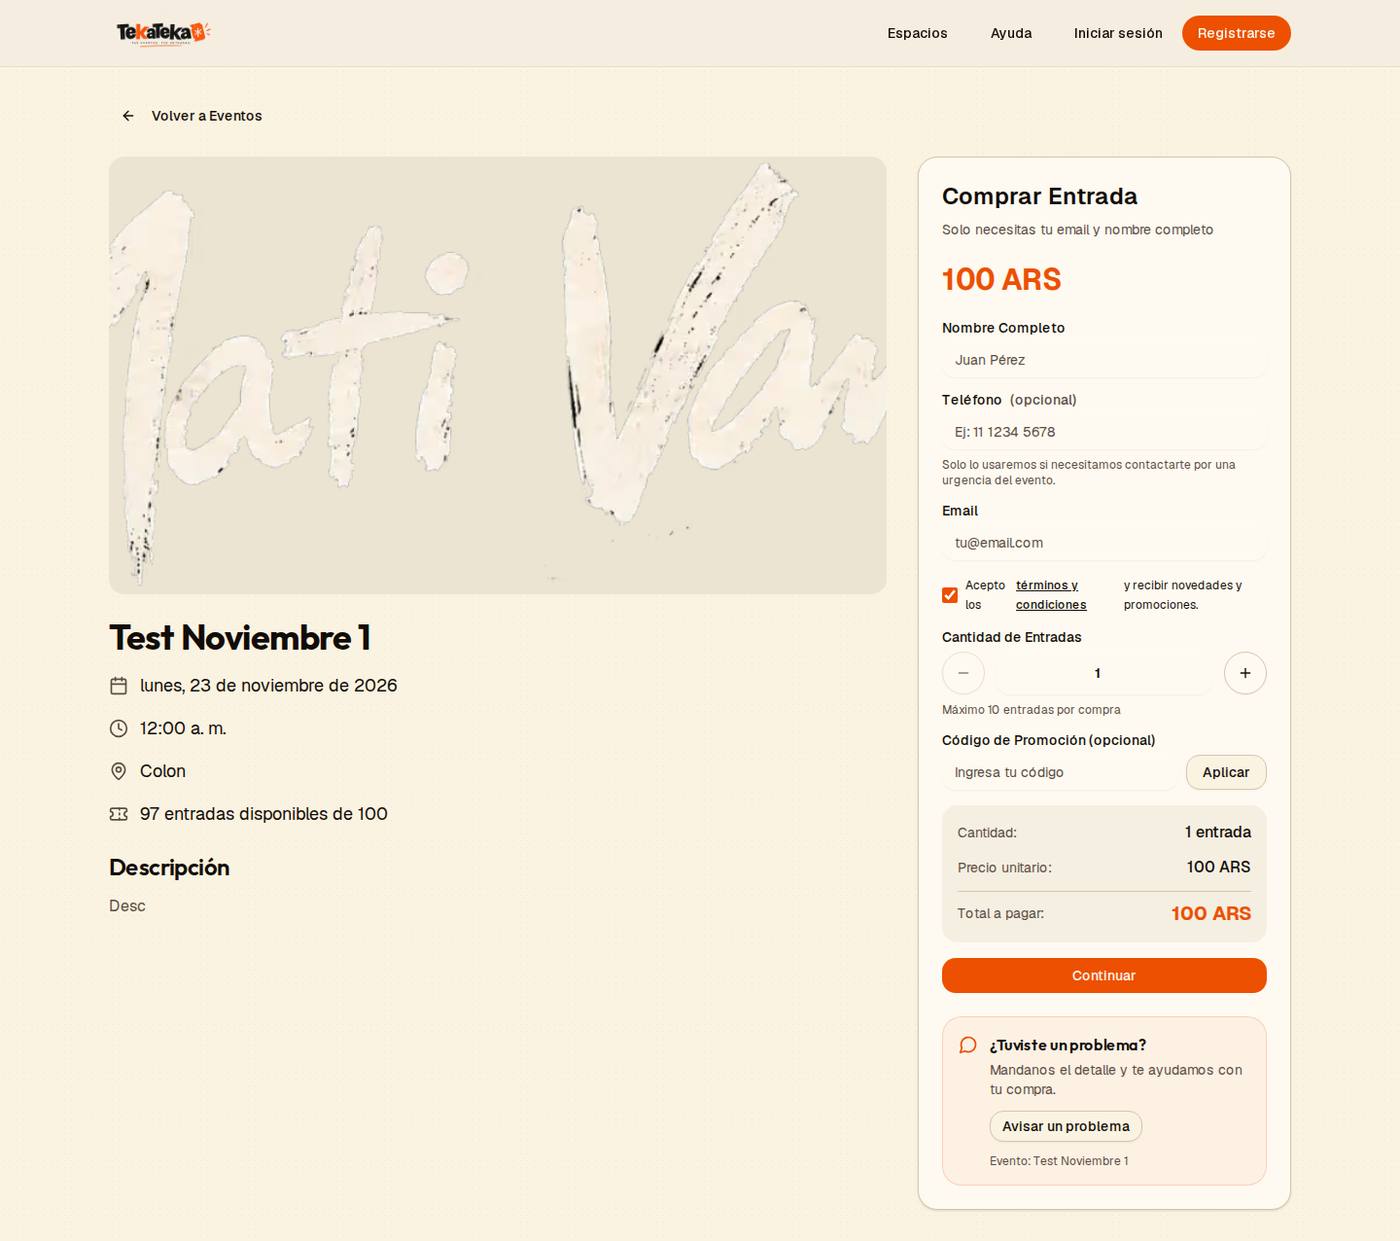 TekaTeka
Espacios
Ayuda
Iniciar sesión
Registrarse
Volver a Eventos
Mati Van
Test Noviembre 1
lunes, 23 de noviembre de 2026
12:00 a. m.
Colon
97 entradas disponibles de 100
Descripción
Desc
Comprar Entrada
Solo necesitas tu email y nombre completo
100 ARS
Nombre Completo
Juan Pérez
Teléfono (opcional)
Ej: 11 1234 5678
Solo lo usaremos si necesitamos contactarte por una
urgencia del evento.
Email
tu@email.com
Acepto los términos y condiciones y recibir novedades y promociones.
Cantidad de Entradas
1
Máximo 10 entradas por compra
Código de Promoción (opcional)
Ingresa tu código
Aplicar
Cantidad: 1 entrada
Precio unitario: 100 ARS
Total a pagar: 100 ARS
Continuar
¿Tuviste un problema?
Mandanos el detalle y te ayudamos con
tu compra.
Avisar un problema
Evento: Test Noviembre 1